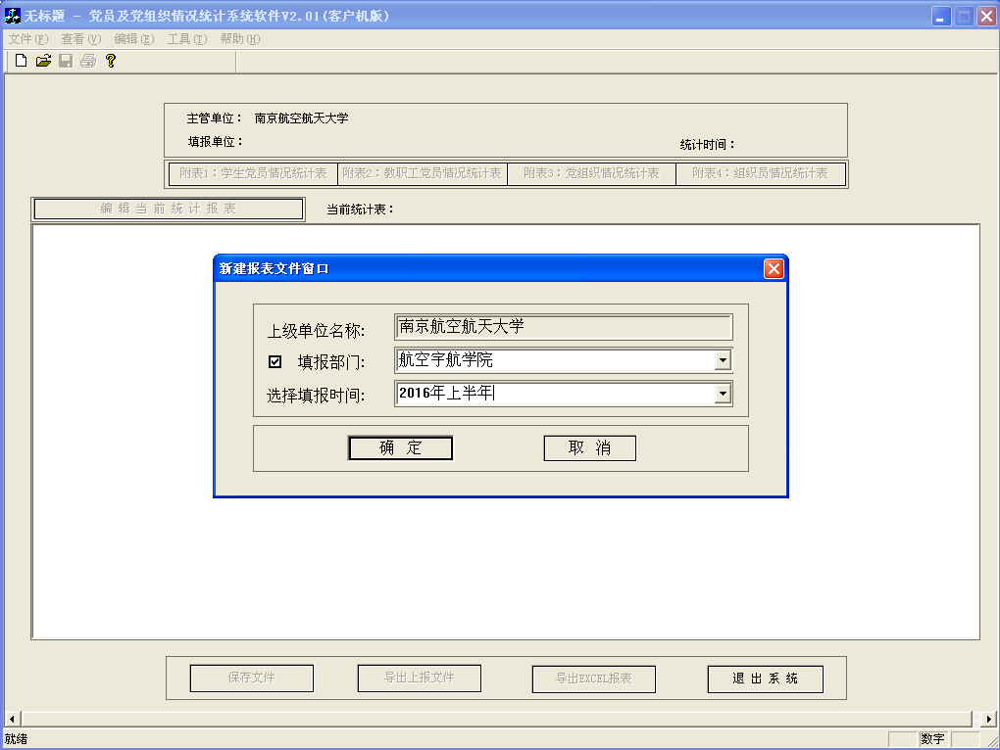 无标题 - 党员及党组织情况统计系统软件V2.01(客户机版)
文件(F) 查看(V) 编辑(E) 工具(T) 帮助(H)
主管单位： 南京航空航天大学
填报单位：
统计时间：
附表1：学生党员情况统计表 附表2：教职工党员情况统计表 附表3：党组织情况统计表 附表4：组织员情况统计表
编辑当前统计报表 当前统计表：
新建报表文件窗口
上级单位名称: 南京航空航天大学
填报部门: 航空宇航学院
选择填报时间: 2016年上半年
确 定 取 消
保存文件 导出上报文件 导出EXCEL报表 退出系统
就绪 数字